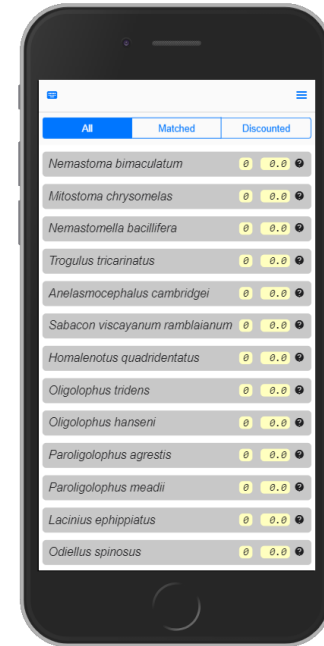 All Matched Discounted
Nemastoma bimaculatum 0 0.0
Mitostoma chrysomelas 0 0.0
Nemastomella bacillifera 0 0.0
Trogulus tricarinatus 0 0.0
Anelasmocephalus cambridgei 0 0.0
Sabacon viscayanum ramblaianum 0 0.0
Homalenotus quadridentatus 0 0.0
Oligolophus tridens 0 0.0
Oligolophus hanseni 0 0.0
Paroligolophus agrestis 0 0.0
Paroligolophus meadii 0 0.0
Lacinius ephippiatus 0 0.0
Odiellus spinosus 0 0.0